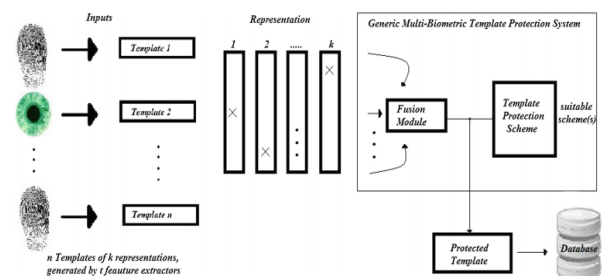 Inputs
Representation
Generic Multi-Biometric Template Protection System
Template 1
1 2 ..... k
Template 2
Fusion
Module
Template
Protection
Scheme
suitable
scheme(s)
Template n
n Templates of k representations,
generated by t feauture extractors
Protected
Template
Database